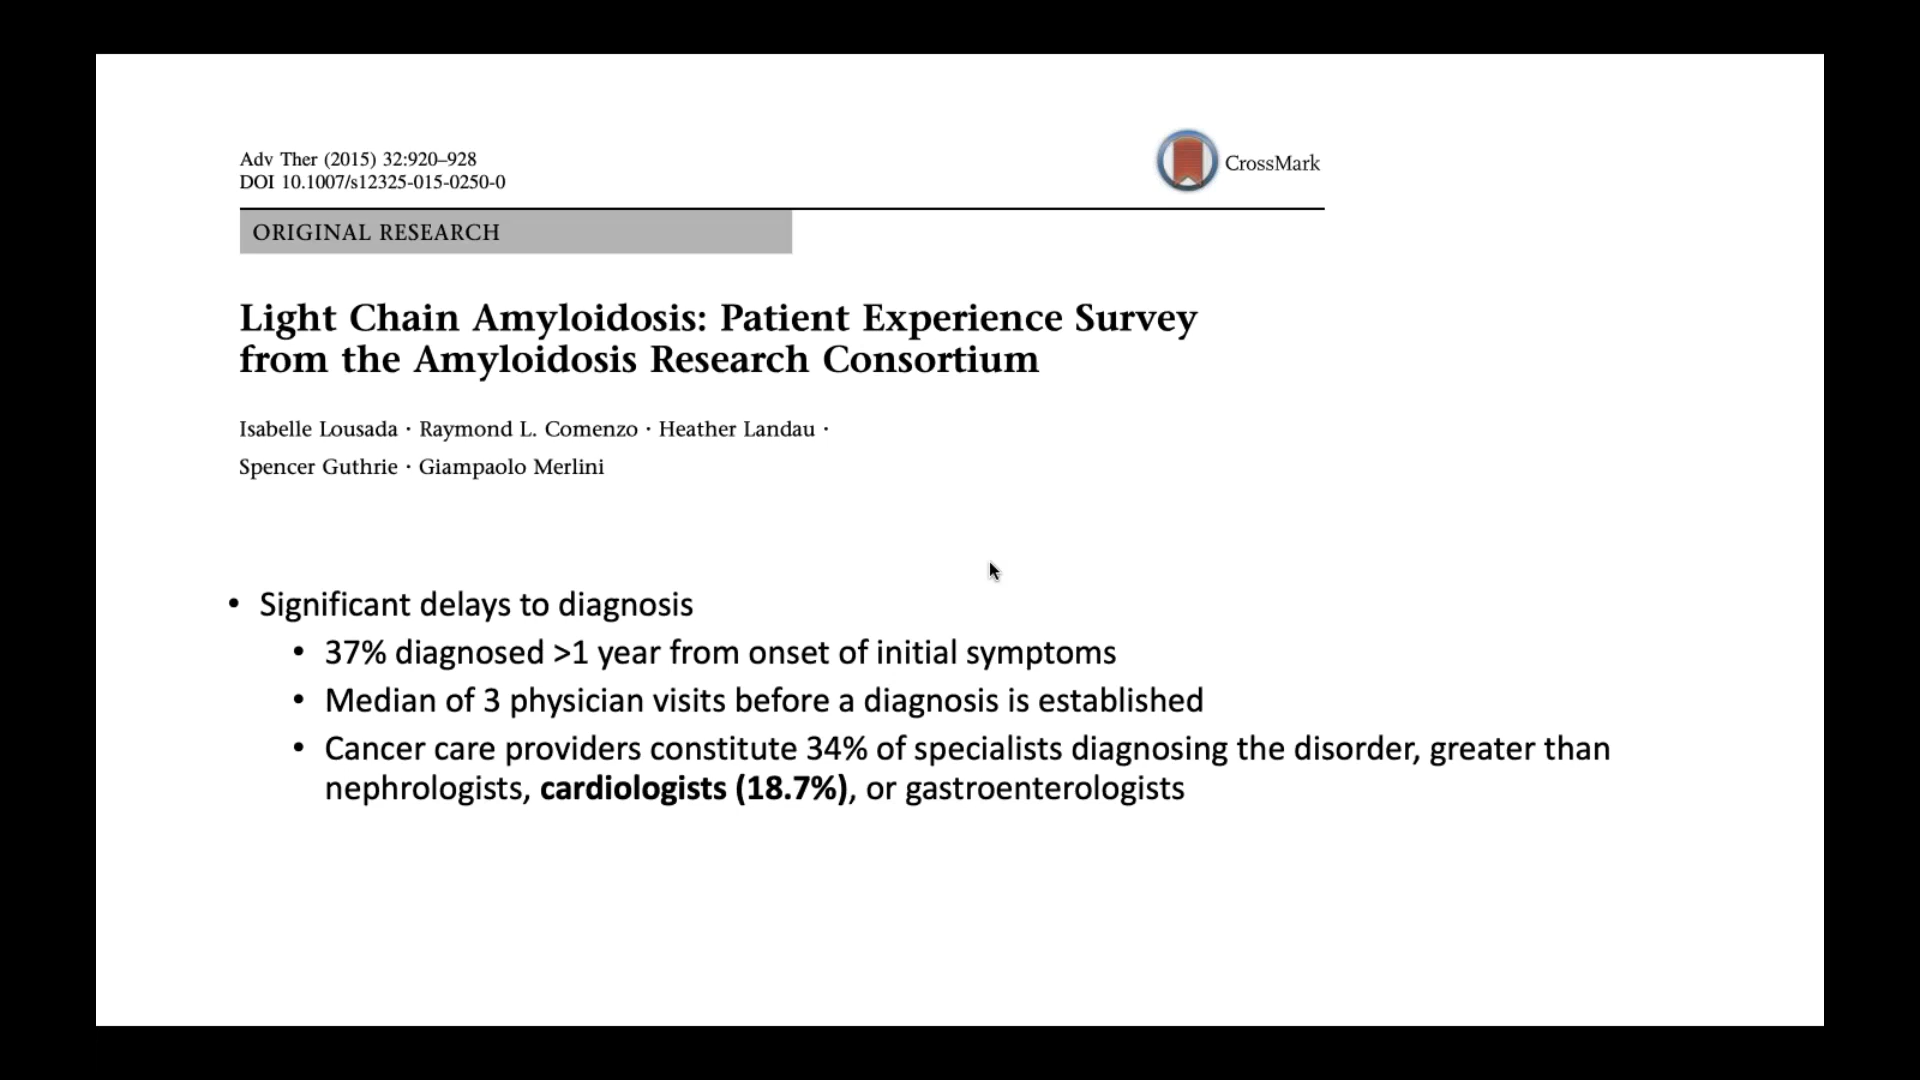 Adv Ther (2015) 32:920–928
DOI 10.1007/s12325-015-0250-0
CrossMark
ORIGINAL RESEARCH
Light Chain Amyloidosis: Patient Experience Survey
from the Amyloidosis Research Consortium
Isabelle Lousada · Raymond L. Comenzo · Heather Landau ·
Spencer Guthrie · Giampaolo Merlini
• Significant delays to diagnosis
• 37% diagnosed >1 year from onset of initial symptoms
• Median of 3 physician visits before a diagnosis is established
• Cancer care providers constitute 34% of specialists diagnosing the disorder, greater than
nephrologists, cardiologists (18.7%), or gastroenterologists